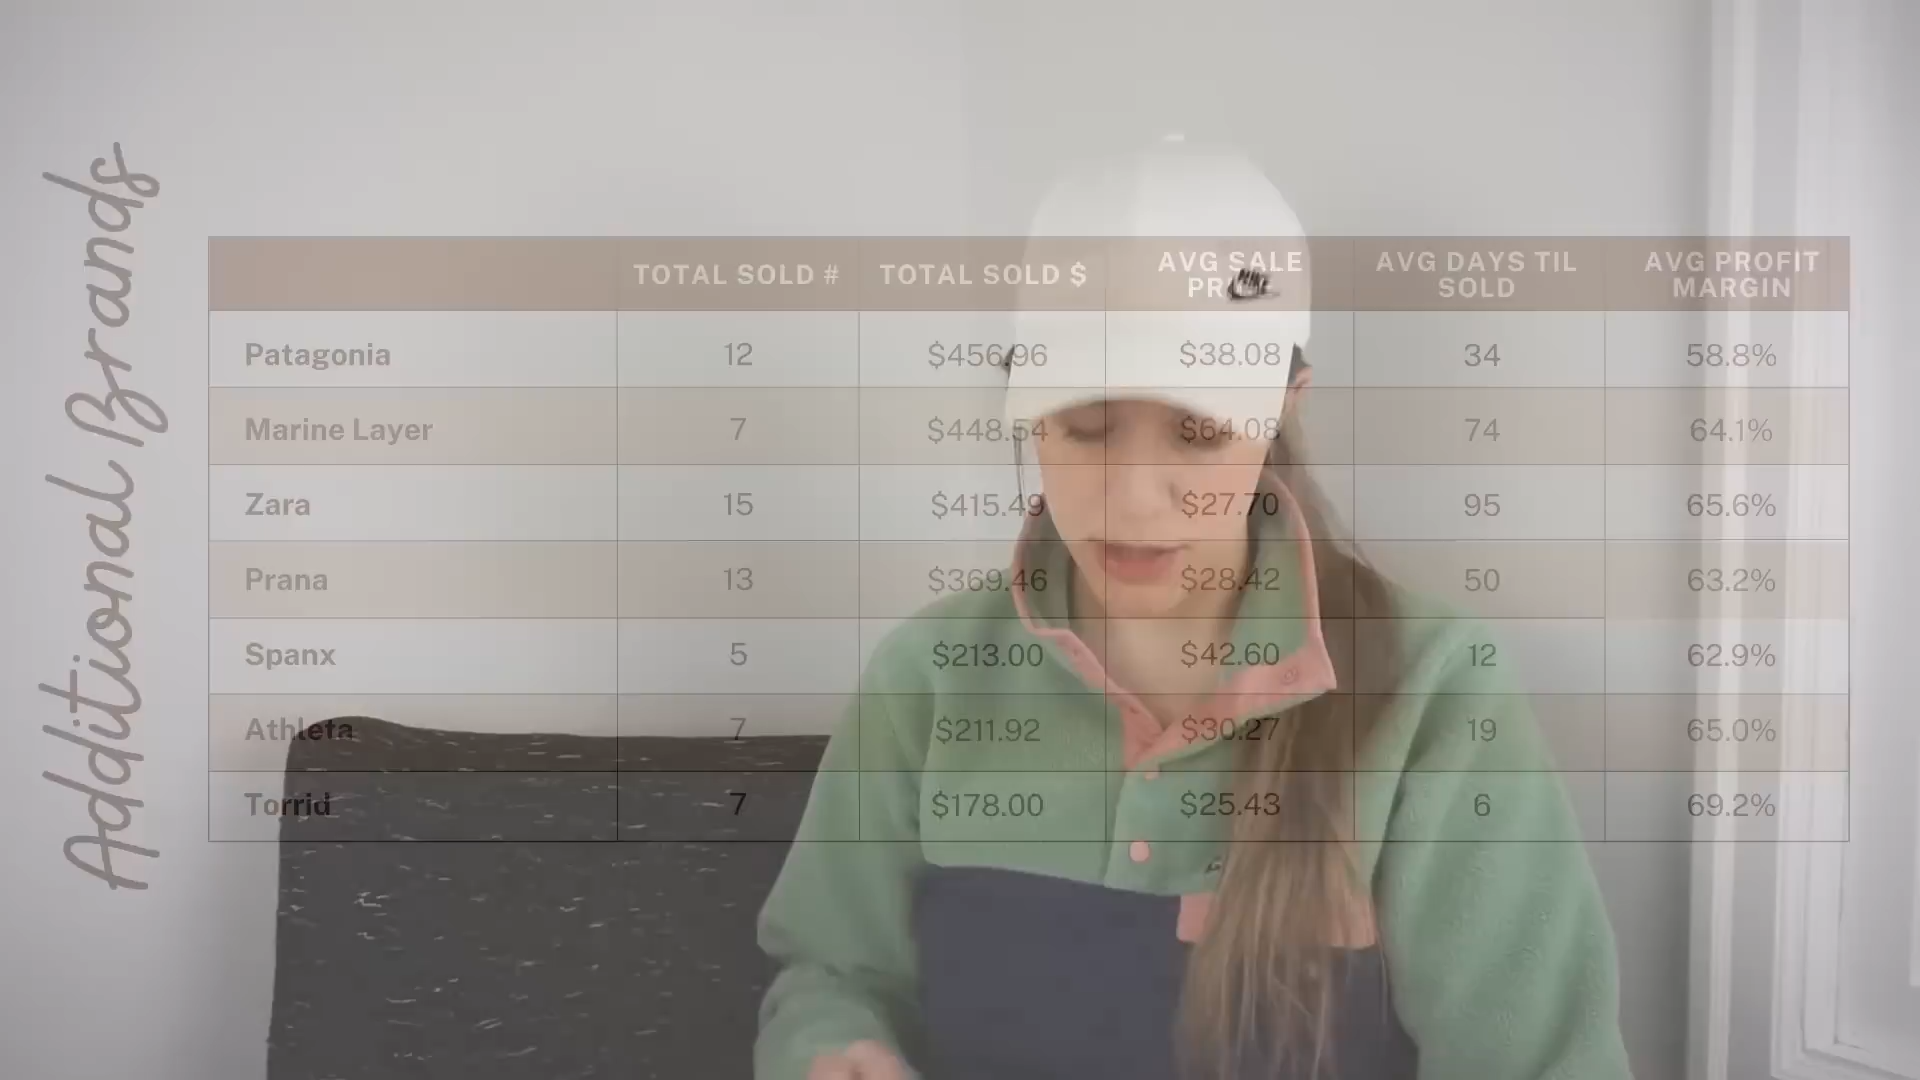 Additional Brands
TOTAL SOLD # TOTAL SOLD $ AVG SALE PRICE AVG DAYS TIL SOLD AVG PROFIT MARGIN
Patagonia 12 $456.96 $38.08 34 58.8%
Marine Layer 7 $448.54 $64.08 74 64.1%
Zara 15 $415.49 $27.70 95 65.6%
Prana 13 $369.46 $28.42 50 63.2%
Spanx 5 $213.00 $42.60 12 62.9%
Athleta 7 $211.92 $30.27 19 65.0%
Torrid 7 $178.00 $25.43 6 69.2%
NIKE